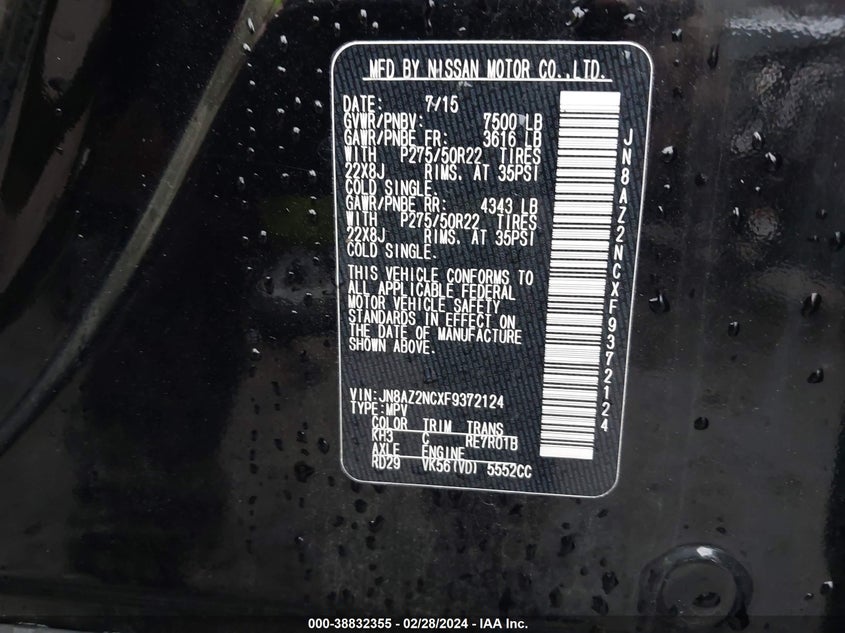 MFD BY NISSAN MOTOR CO.,LTD.
DATE: 7/15
GVWR/PNBV: 7500 LB
GAWR/PNBE FR: 3616 LB
WITH P275/50R22 TIRES
22X8J RIMS. AT 35PSI
COLD SINGLE.
GAWR/PNBE RR: 4343 LB
WITH P275/50R22 TIRES
22X8J RIMS. AT 35PSI
COLD SINGLE.
THIS VEHICLE CONFORMS TO
ALL APPLICABLE FEDERAL
MOTOR VEHICLE SAFETY
STANDARDS IN EFFECT ON
THE DATE OF MANUFACTURE
SHOWN ABOVE.
VIN:JN8AZ2NCXF9372124
TYPE:MPV
COLOR TRIM TRANS
KH3 C RE7R01B
AXLE ENGINE
RD29 VK56(VD) 5552CC
JN8AZ2NCXF9372124
000-38832355 - 02/28/2024 - IAA Inc.